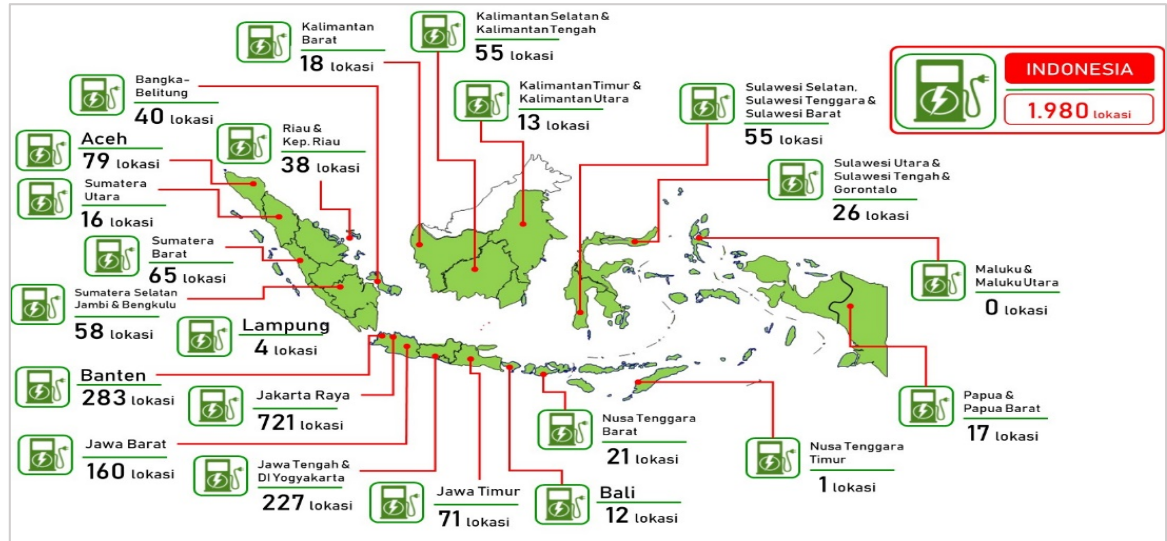 Kalimantan
Barat
18 lokasi
Kalimantan Selatan &
Kalimantan Tengah
55 lokasi
INDONESIA
1.980 lokasi
Bangka-
Belitung
40 lokasi
Kalimantan Timur &
Kalimantan Utara
13 lokasi
Sulawesi Selatan,
Sulawesi Tenggara &
Sulawesi Barat
55 lokasi
Aceh
79 lokasi
Riau &
Kep. Riau
38 lokasi
Sulawesi Utara &
Sulawesi Tengah &
Gorontalo
26 lokasi
Sumatera
Utara
16 lokasi
Sumatera
Barat
65 lokasi
Maluku &
Maluku Utara
0 lokasi
Sumatera Selatan
Jambi & Bengkulu
58 lokasi
Lampung
4 lokasi
Banten
283 lokasi
Jakarta Raya
721 lokasi
Nusa Tenggara
Barat
21 lokasi
Papua &
Papua Barat
17 lokasi
Jawa Barat
160 lokasi
Jawa Tengah &
DI Yogyakarta
227 lokasi
Jawa Timur
71 lokasi
Bali
12 lokasi
Nusa Tenggara
Timur
1 lokasi